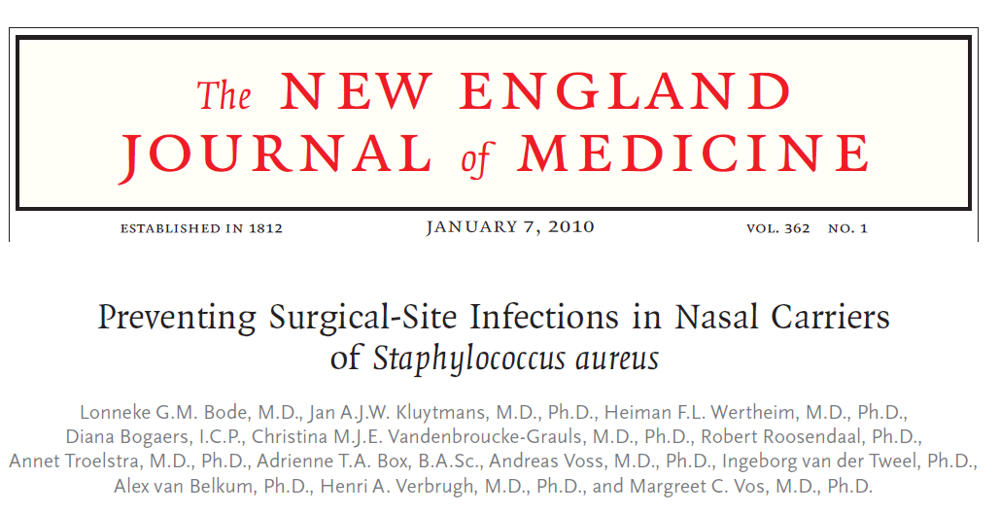 The NEW ENGLAND
JOURNAL of MEDICINE
ESTABLISHED IN 1812 JANUARY 7, 2010 VOL. 362 NO. 1
Preventing Surgical-Site Infections in Nasal Carriers
of Staphylococcus aureus
Lonneke G.M. Bode, M.D., Jan A.J.W. Kluytmans, M.D., Ph.D., Heiman F.L. Wertheim, M.D., Ph.D.,
Diana Bogaers, I.C.P., Christina M.J.E. Vandenbroucke-Grauls, M.D., Ph.D., Robert Roosendaal, Ph.D.,
Annet Troelstra, M.D., Ph.D., Adrienne T.A. Box, B.A.Sc., Andreas Voss, M.D., Ph.D., Ingeborg van der Tweel, Ph.D.,
Alex van Belkum, Ph.D., Henri A. Verbrugh, M.D., Ph.D., and Margreet C. Vos, M.D., Ph.D.